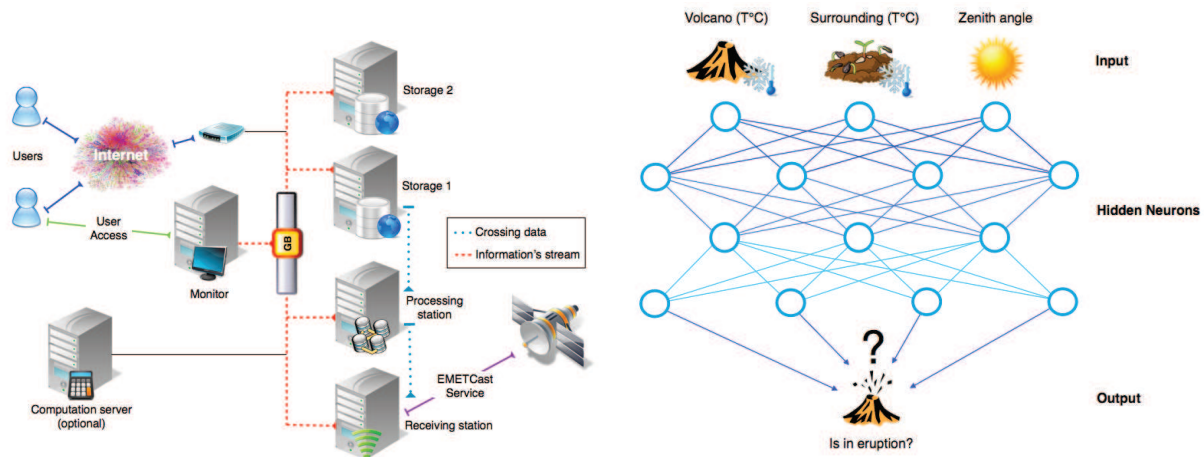 Storage 2
Users
Internet
Storage 1
User
Access
GB
Monitor
Crossing data
Information's stream
Processing
station
EMETCast
Service
Computation server
(optional)
Receiving station
Volcano (T°C)
Surrounding (T°C)
Zenith angle
Input
Hidden Neurons
?
Output
Is in eruption?